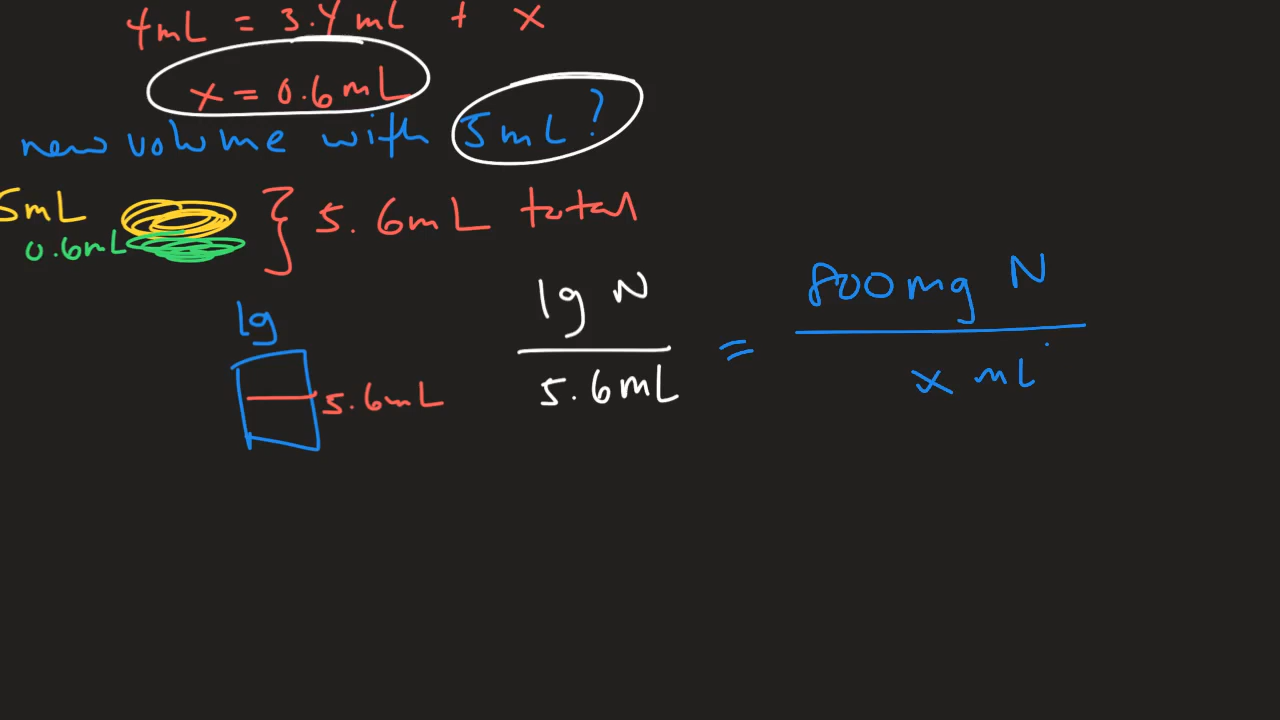 4mL = 3.4mL + x
x = 0.6mL
new volume with 5mL?
5mL
0.6mL
} 5.6mL total
1g
5.6mL
1g N / 5.6mL = 800mg N / x mL